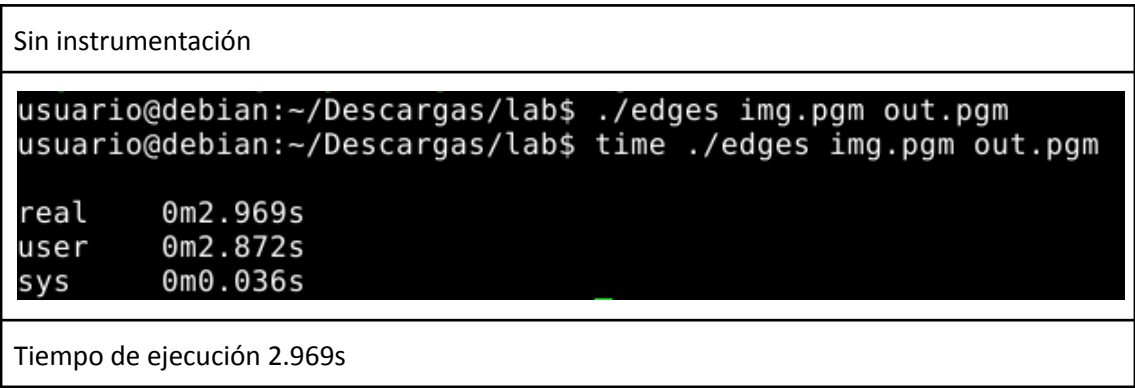 Sin instrumentación
usuario@debian:~/Descargas/lab$ ./edges img.pgm out.pgm
usuario@debian:~/Descargas/lab$ time ./edges img.pgm out.pgm
real 0m2.969s
user 0m2.872s
sys 0m0.036s
Tiempo de ejecución 2.969s